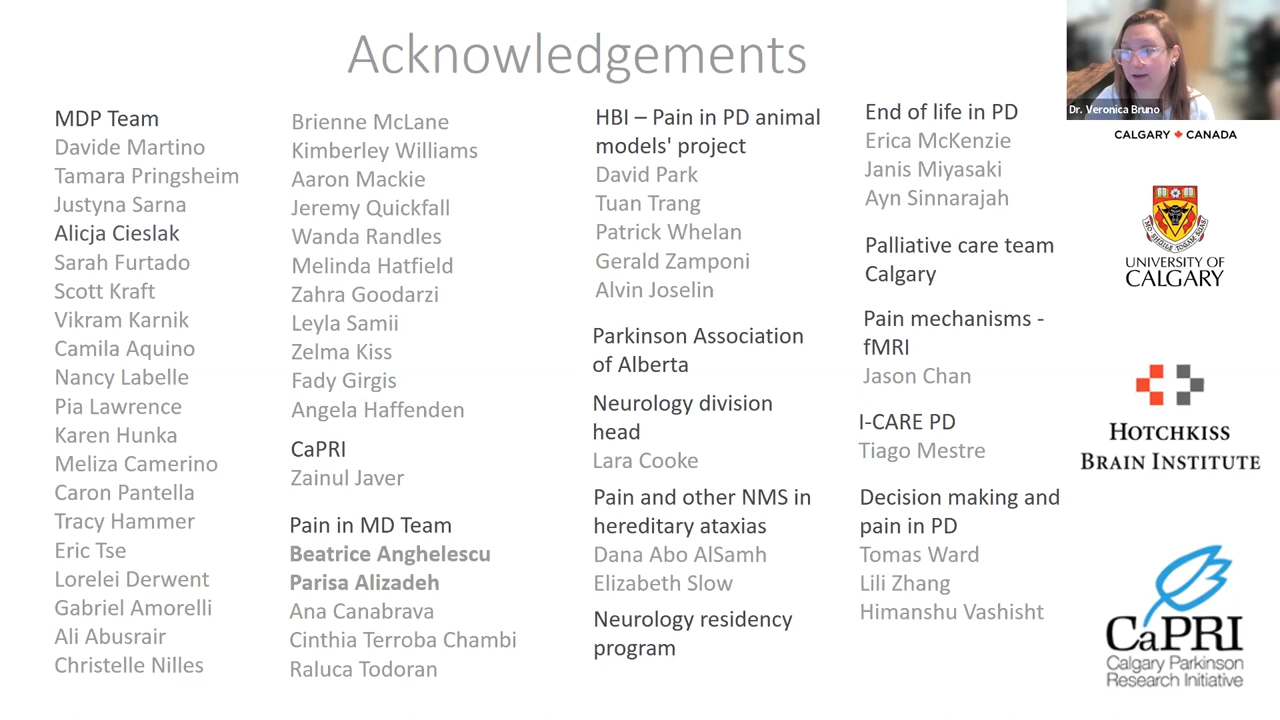 Acknowledgements
MDP Team
Davide Martino
Tamara Pringsheim
Justyna Sarna
Alicja Cieslak
Sarah Furtado
Scott Kraft
Vikram Karnik
Camila Aquino
Nancy Labelle
Pia Lawrence
Karen Hunka
Meliza Camerino
Caron Pantella
Tracy Hammer
Eric Tse
Lorelei Derwent
Gabriel Amorelli
Ali Abusrair
Christelle Nilles
Brienne McLane
Kimberley Williams
Aaron Mackie
Jeremy Quickfall
Wanda Randles
Melinda Hatfield
Zahra Goodarzi
Leyla Samii
Zelma Kiss
Fady Girgis
Angela Haffenden
CaPRI
Zainul Javer
Pain in MD Team
Beatrice Anghelescu
Parisa Alizadeh
Ana Canabrava
Cinthia Terroba Chambi
Raluca Todoran
HBI – Pain in PD animal
models' project
David Park
Tuan Trang
Patrick Whelan
Gerald Zamponi
Alvin Joselin
Parkinson Association
of Alberta
Neurology division
head
Lara Cooke
Pain and other NMS in
hereditary ataxias
Dana Abo AlSamh
Elizabeth Slow
Neurology residency
program
End of life in PD
Erica McKenzie
Janis Miyasaki
Ayn Sinnarajah
Palliative care team
Calgary
Pain mechanisms -
fMRI
Jason Chan
I-CARE PD
Tiago Mestre
Decision making and
pain in PD
Tomas Ward
Lili Zhang
Himanshu Vashisht
Dr. Veronica Bruno
CALGARY CANADA
UNIVERSITY OF
CALGARY
HOTCHKISS
BRAIN INSTITUTE
CaPRI
Calgary Parkinson
Research Initiative